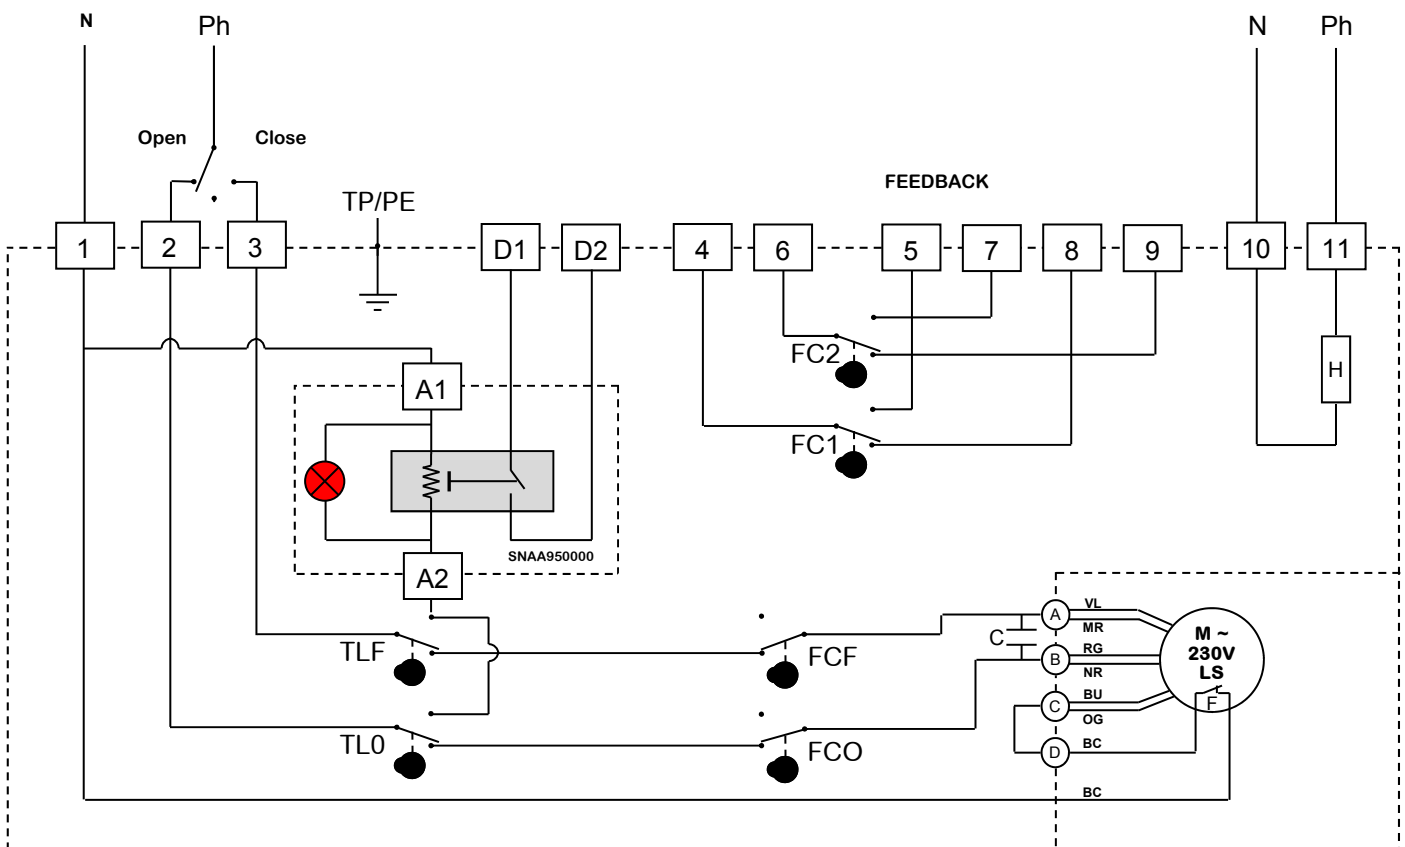 N
Ph
N
Ph
Open
Close
FEEDBACK
TP/PE
1
2
3
D1
D2
4
6
5
7
8
9
10
11
FC2
H
A1
FC1
SNAA950000
A2
TLF
FCF
C
A
VL
MR
B
RG
NR
M ~
230V
LS
C
BU
OG
F
D
BC
TL0
FCO
BC